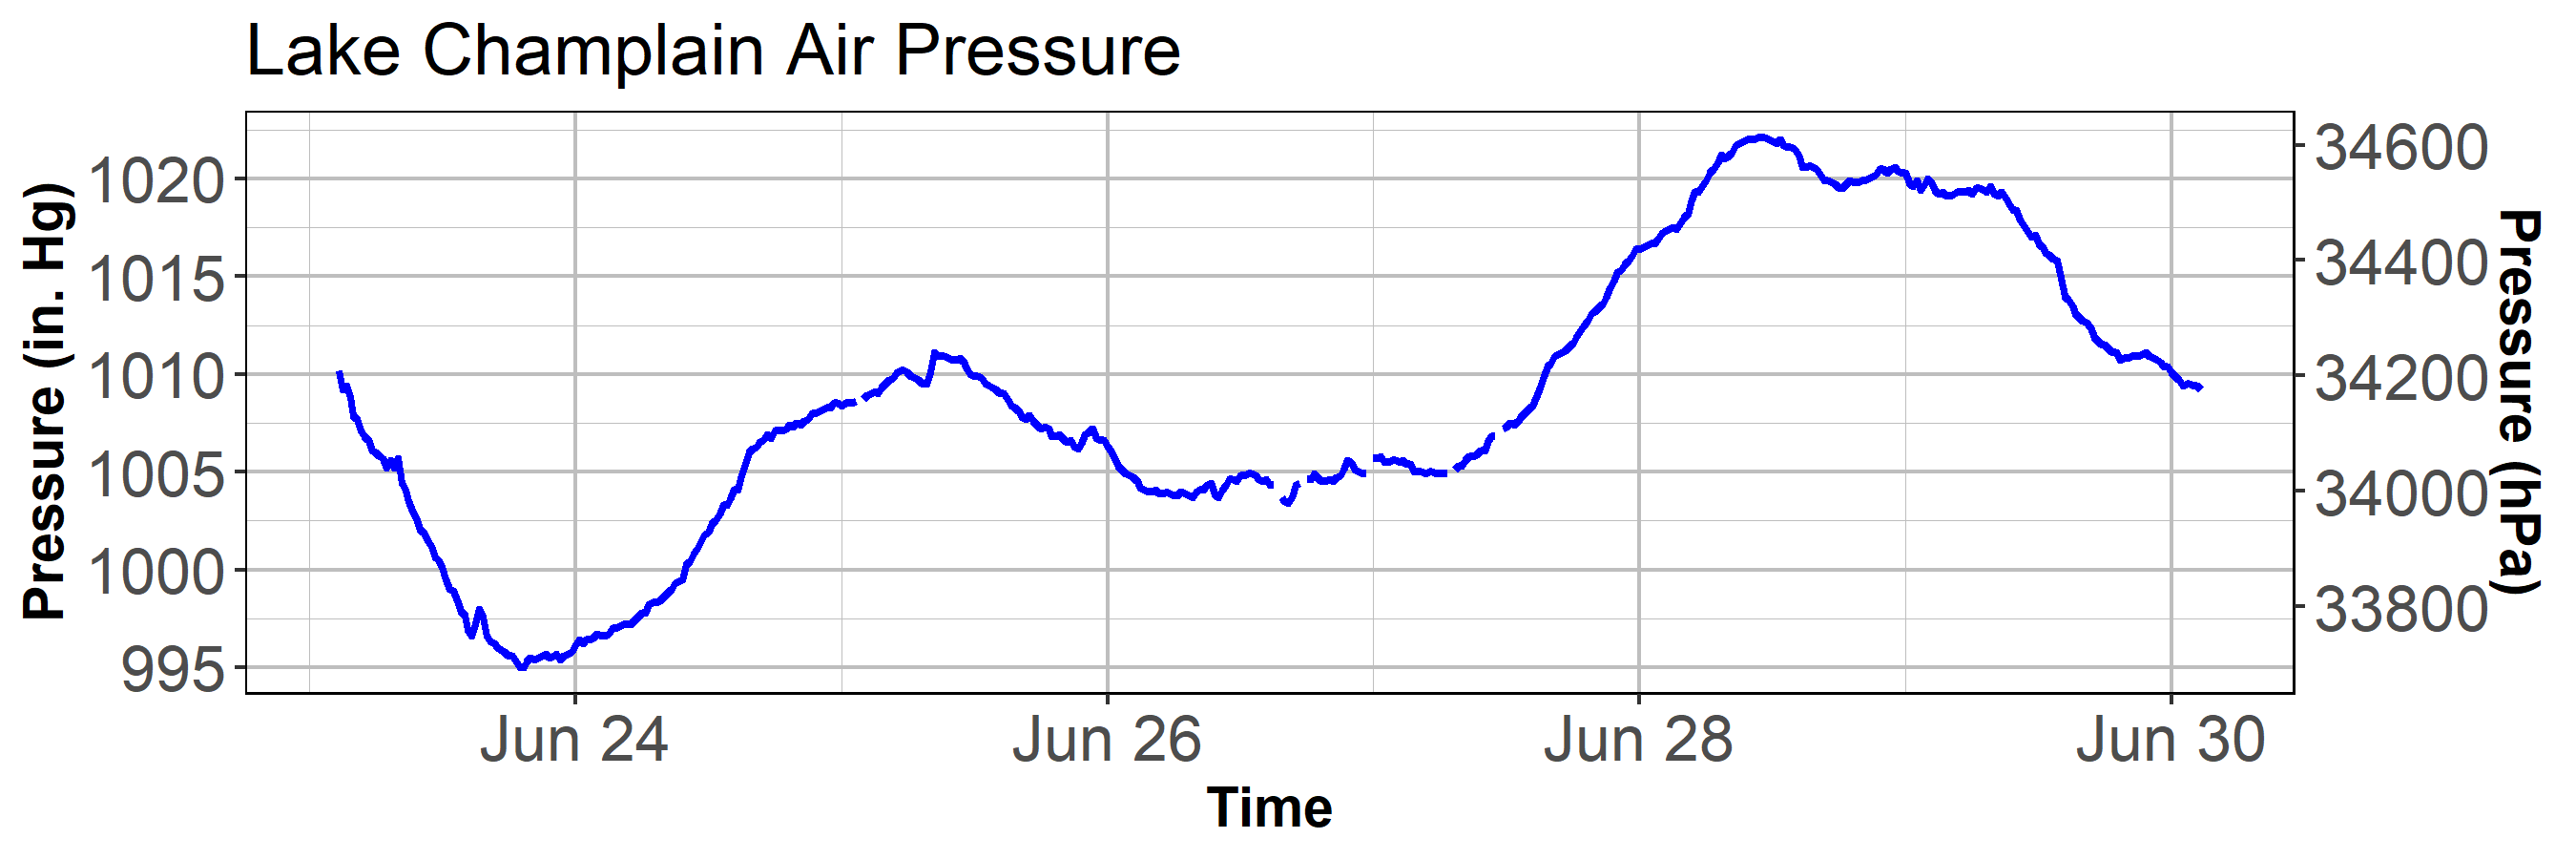 Lake Champlain Air Pressure
Pressure (in. Hg)
1020
1015
1010
1005
1000
995
34600
34400
34200
34000
33800
Pressure (hPa)
Jun 24
Jun 26
Jun 28
Jun 30
Time